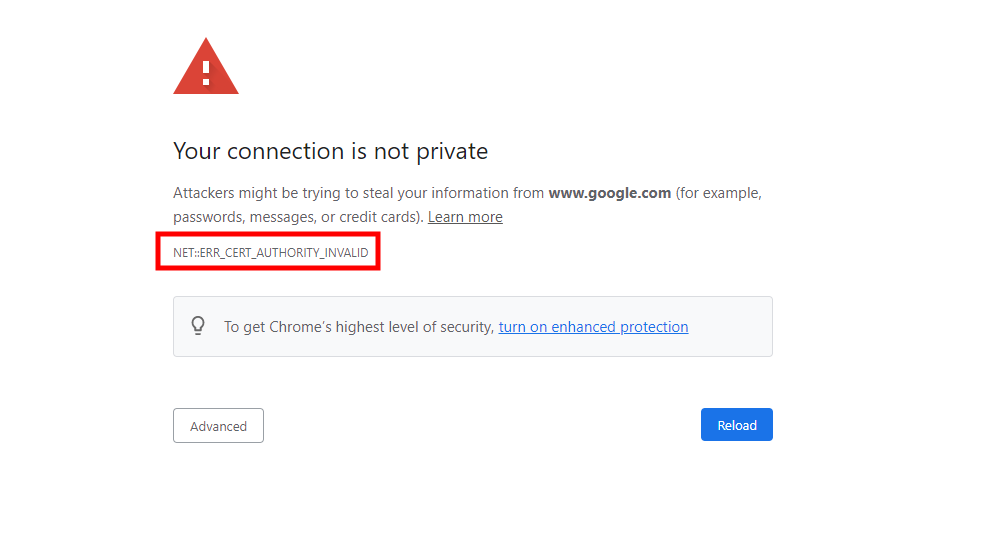 Your connection is not private
Attackers might be trying to steal your information from www.google.com (for example,
passwords, messages, or credit cards). Learn more
NET::ERR_CERT_AUTHORITY_INVALID
To get Chrome's highest level of security, turn on enhanced protection
Advanced
Reload